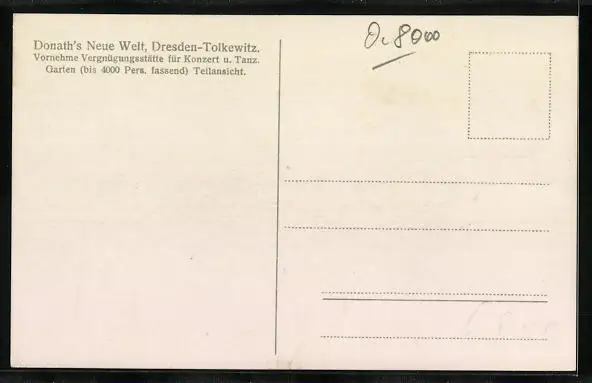 Donath's Neue Welt, Dresden-Tolkewitz.
Vornehme Vergnügungsstätte für Konzert u. Tanz.
Garten (bis 4000 Pers. fassend) Teilansicht.
O. 8000